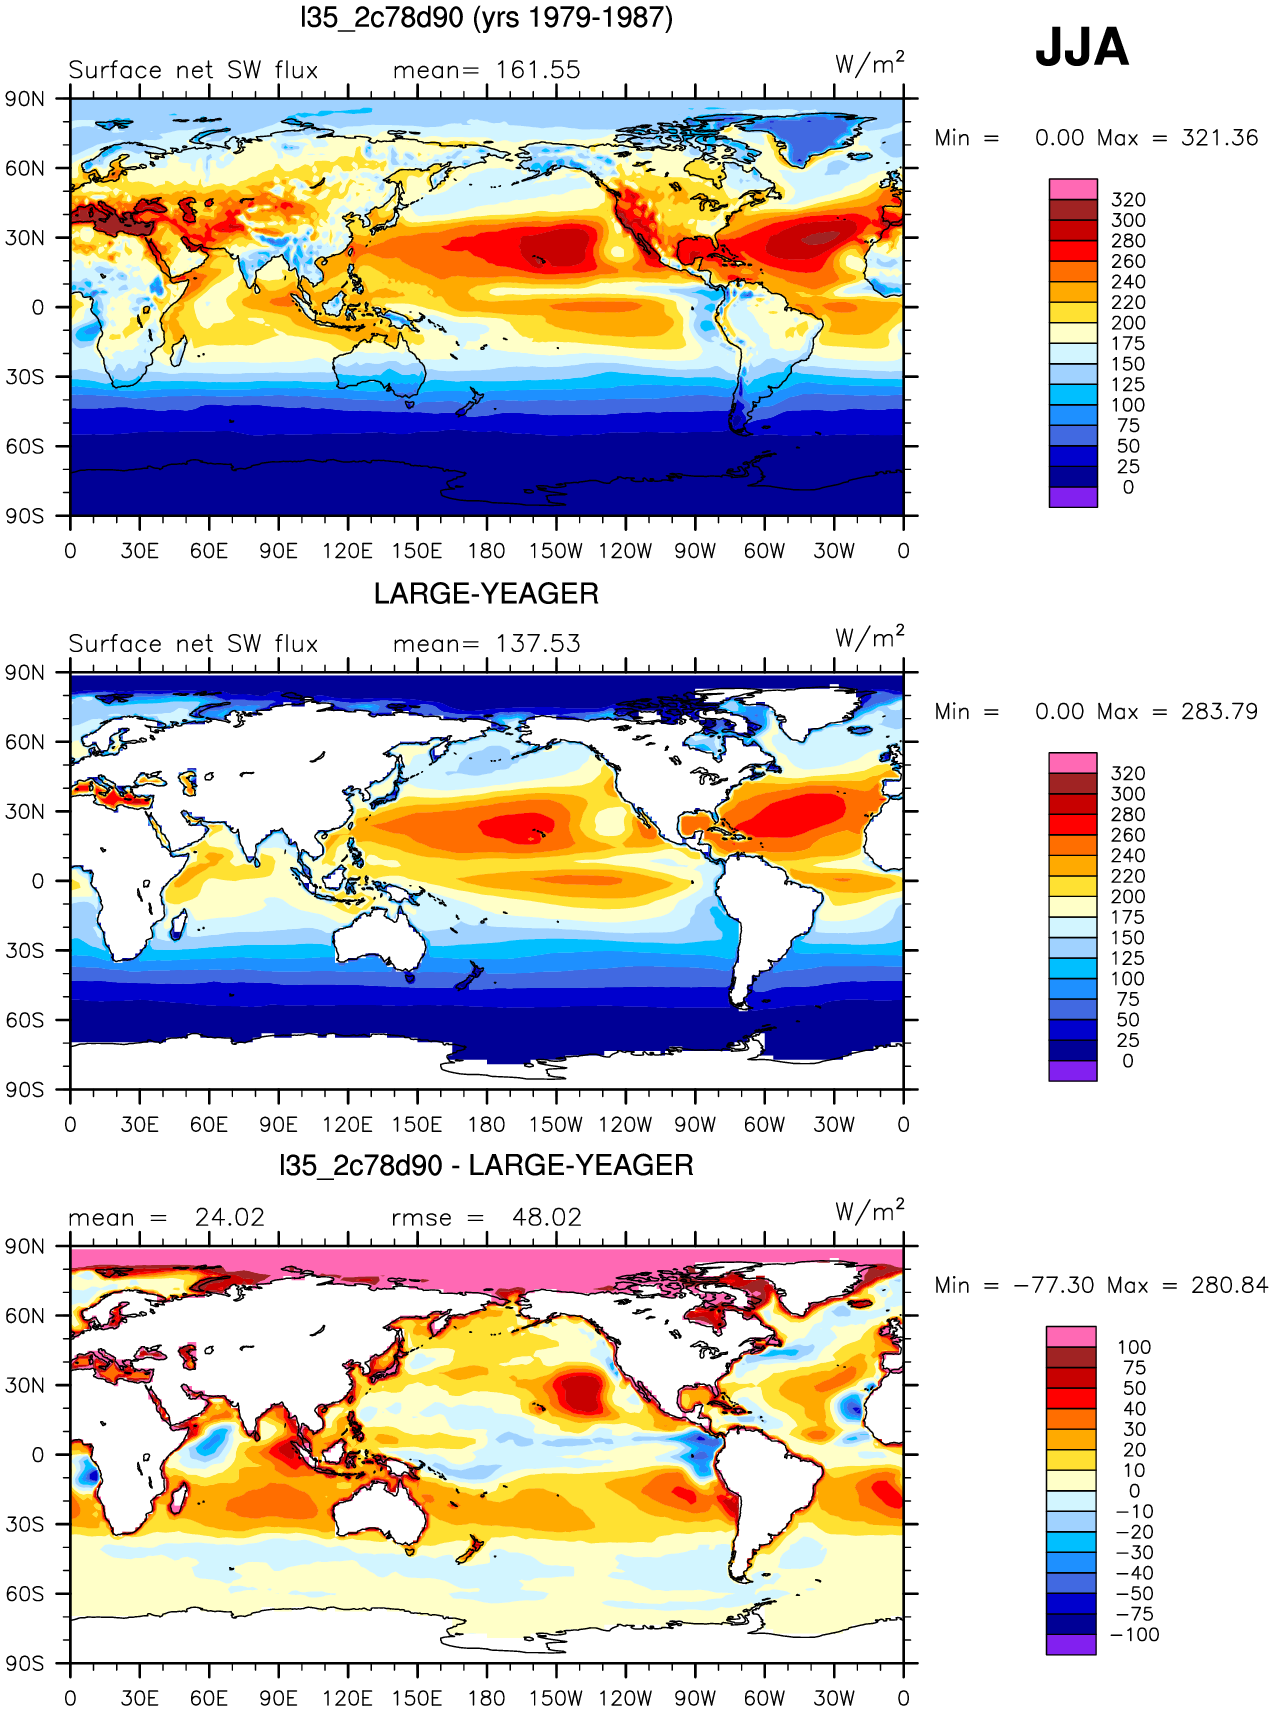 l35_2c78d90 (yrs 1979-1987)
JJA
Surface net SW flux mean= 161.55 W/m²
Min = 0.00 Max = 321.36
90N
60N
30N
0
30S
60S
90S
0 30E 60E 90E 120E 150E 180 150W 120W 90W 60W 30W 0
320
300
280
260
240
220
200
175
150
125
100
75
50
25
0
LARGE-YEAGER
Surface net SW flux mean= 137.53 W/m²
Min = 0.00 Max = 283.79
90N
60N
30N
0
30S
60S
90S
0 30E 60E 90E 120E 150E 180 150W 120W 90W 60W 30W 0
320
300
280
260
240
220
200
175
150
125
100
75
50
25
0
l35_2c78d90 - LARGE-YEAGER
mean = 24.02 rmse = 48.02 W/m²
Min = −77.30 Max = 280.84
90N
60N
30N
0
30S
60S
90S
0 30E 60E 90E 120E 150E 180 150W 120W 90W 60W 30W 0
100
75
50
40
30
20
10
0
−10
−20
−30
−40
−50
−75
−100